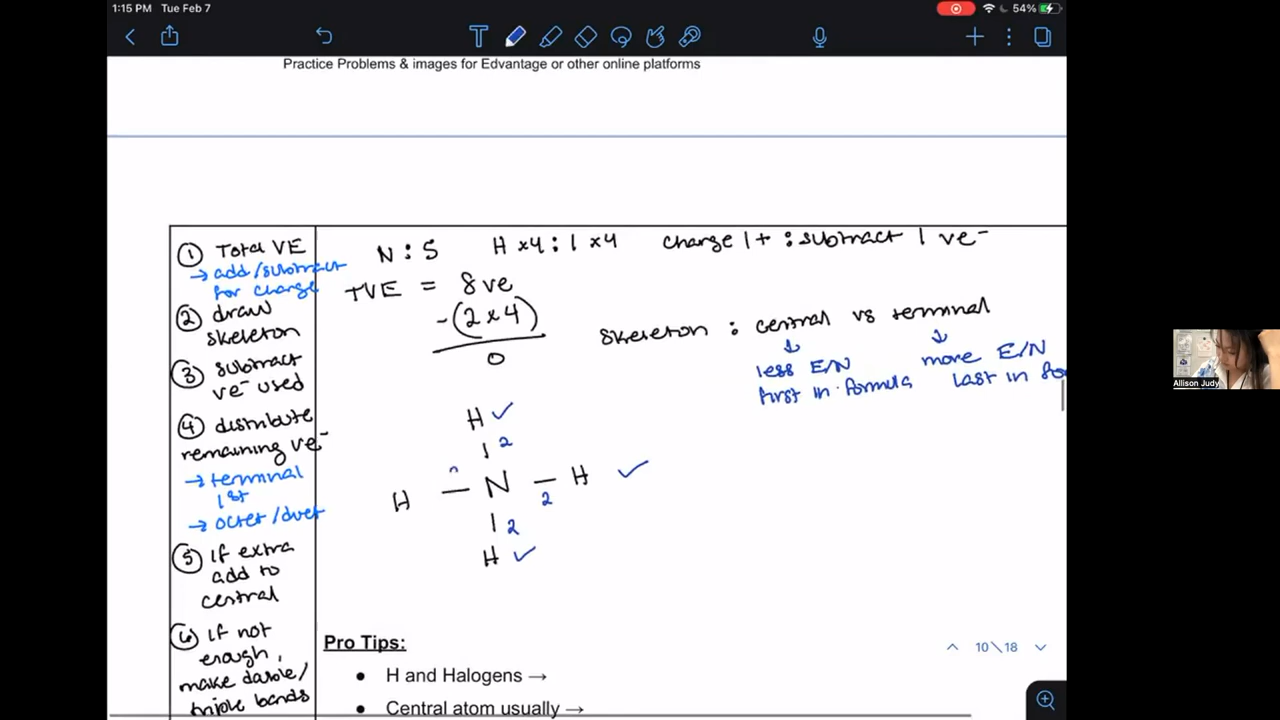 1:15 PM Tue Feb 7
54%
Practice Problems & images for Edvantage or other online platforms
① Total VE
→ add/subtract
for charge
② draw
skeleton
③ subtract
ve⁻ used
④ distribute
remaining ve⁻
→ terminal
1st
→ octet/duet
⑤ if extra
add to
central
⑥ if not
enough,
make double/
triple bonds
N : 5 H x4 : 1 x4 charge 1+ : subtract 1 ve⁻
TVE = 8 ve
-(2 x 4)
0
skeleton : central vs terminal
↓ ↓
less E/N more E/N
first in formula last in fo
H ✓
| 2
H — N — H ✓
2
| 2
H ✓
Pro Tips:
• H and Halogens →
• Central atom usually →
10\18
Allison Judy